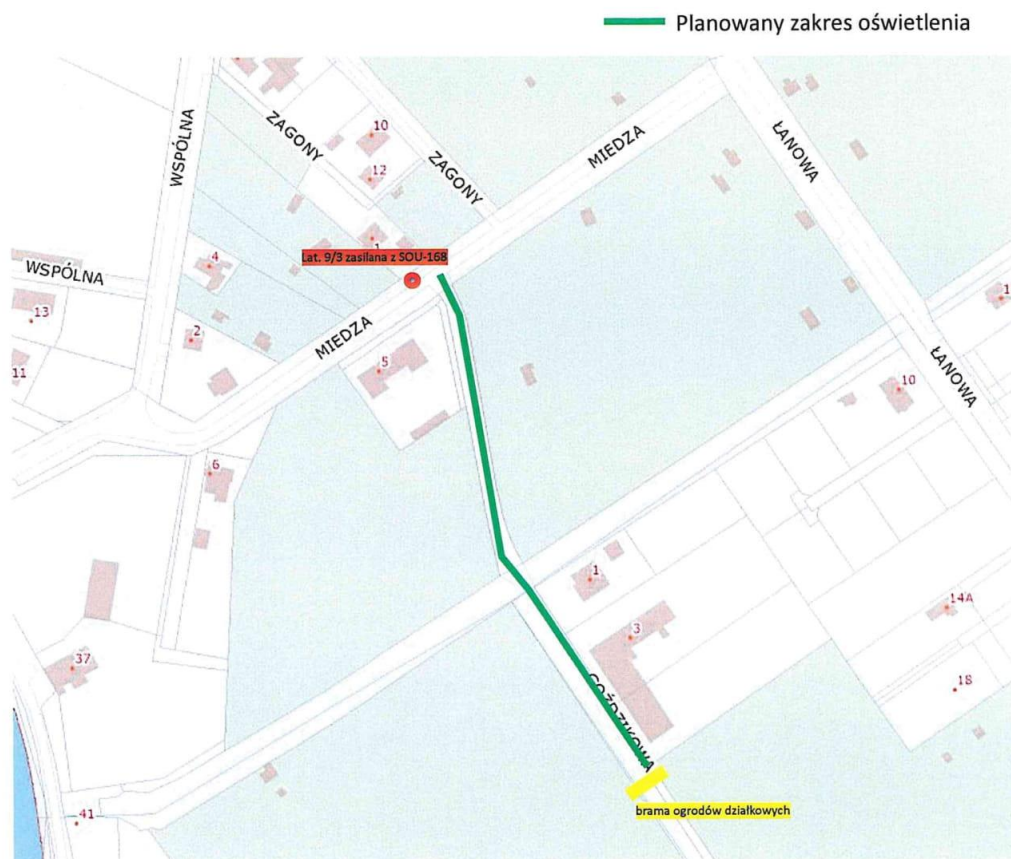 Planowany zakres oświetlenia
WSPÓLNA
ZAGONY
10
ZAGONY
MIEDZA
ŁANOWA
12
1
Lat. 9/3 zasilana z SOU-168
4
WSPÓLNA
13
2
MIEDZA
5
1
11
10
ŁANOWA
6
1
3
14A
37
18
GOŹDZIKOWA
brama ogrodów działkowych
41